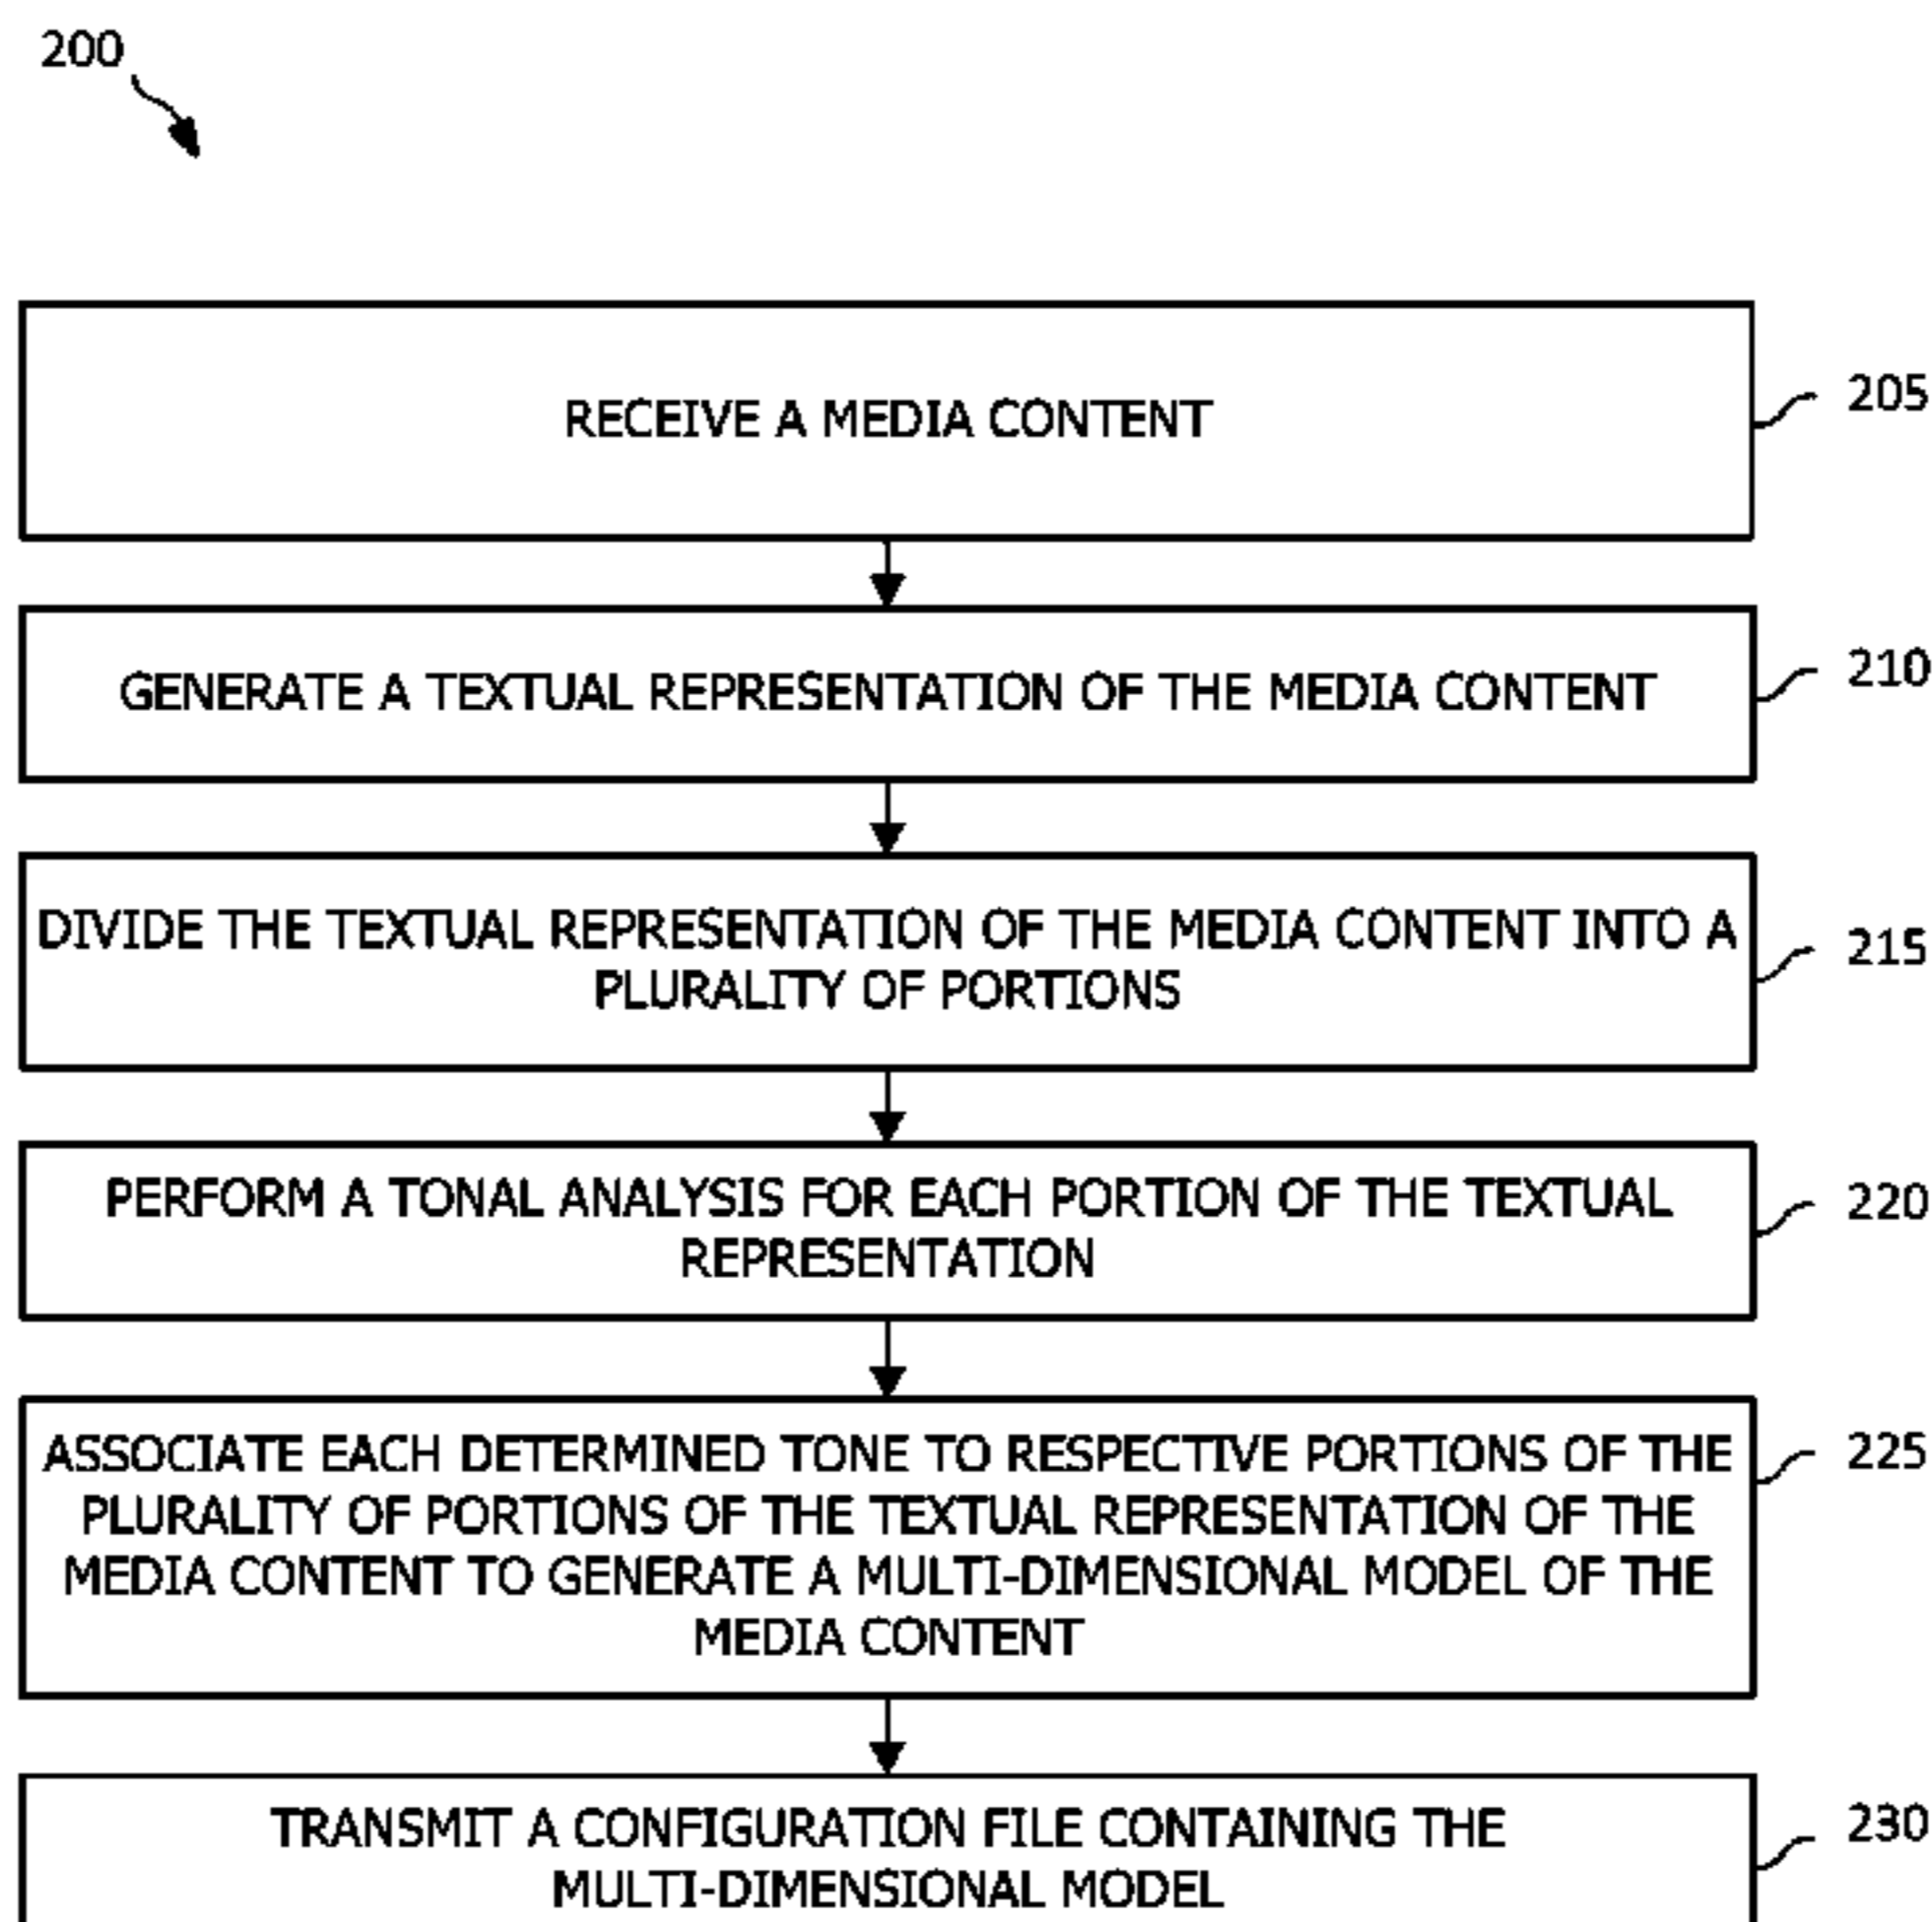 200
RECEIVE A MEDIA CONTENT
205
GENERATE A TEXTUAL REPRESENTATION OF THE MEDIA CONTENT
210
DIVIDE THE TEXTUAL REPRESENTATION OF THE MEDIA CONTENT INTO A
PLURALITY OF PORTIONS
215
PERFORM A TONAL ANALYSIS FOR EACH PORTION OF THE TEXTUAL
REPRESENTATION
220
ASSOCIATE EACH DETERMINED TONE TO RESPECTIVE PORTIONS OF THE
PLURALITY OF PORTIONS OF THE TEXTUAL REPRESENTATION OF THE
MEDIA CONTENT TO GENERATE A MULTI-DIMENSIONAL MODEL OF THE
MEDIA CONTENT
225
TRANSMIT A CONFIGURATION FILE CONTAINING THE
MULTI-DIMENSIONAL MODEL
230